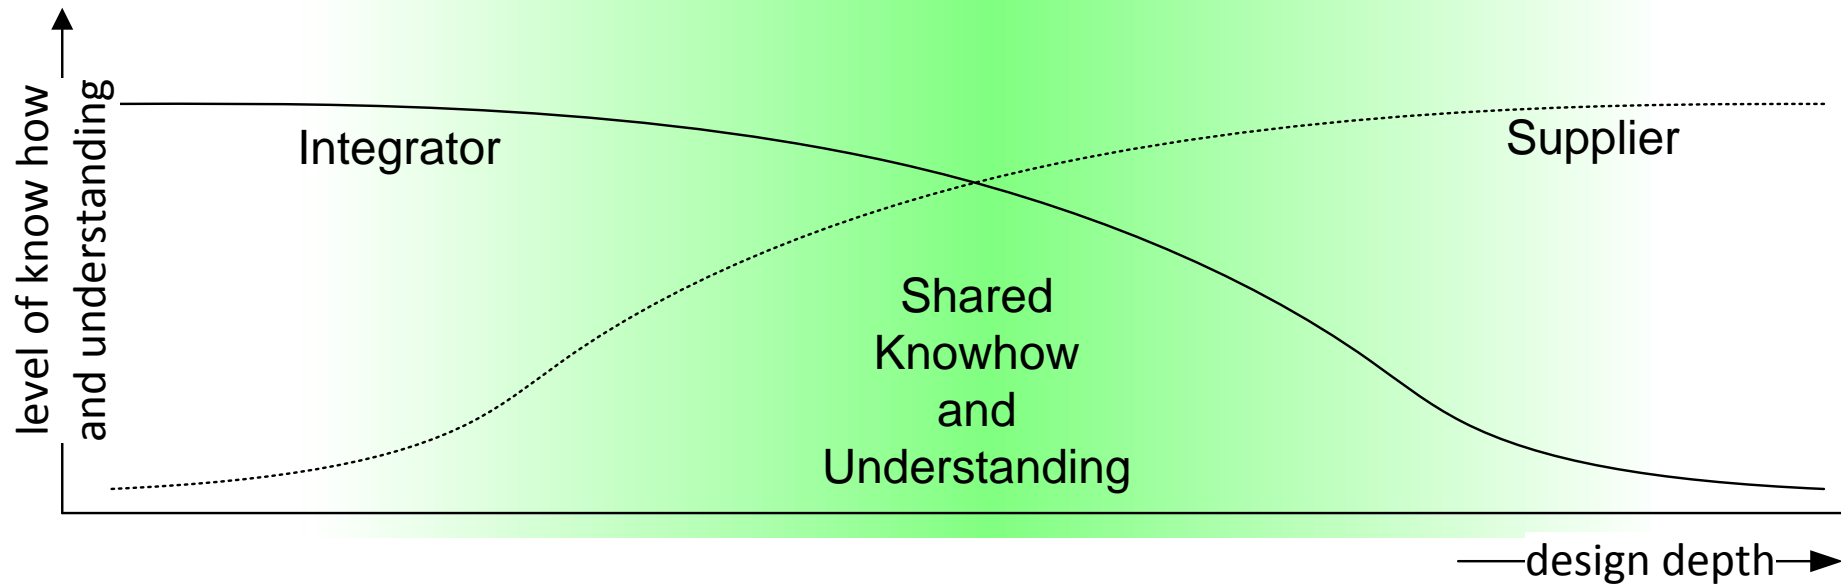 level of know how
and understanding
Integrator
Supplier
Shared
Knowhow
and
Understanding
design depth